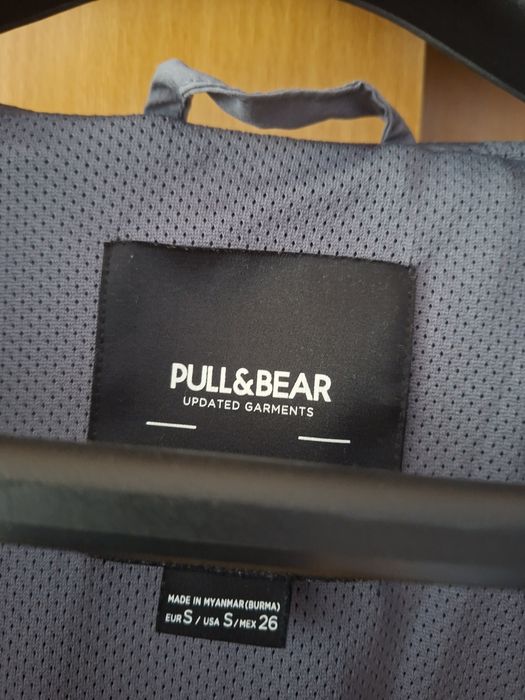 PULL&BEAR
UPDATED GARMENTS
MADE IN MYANMAR(BURMA)
EUR S / USA S / MEX 26